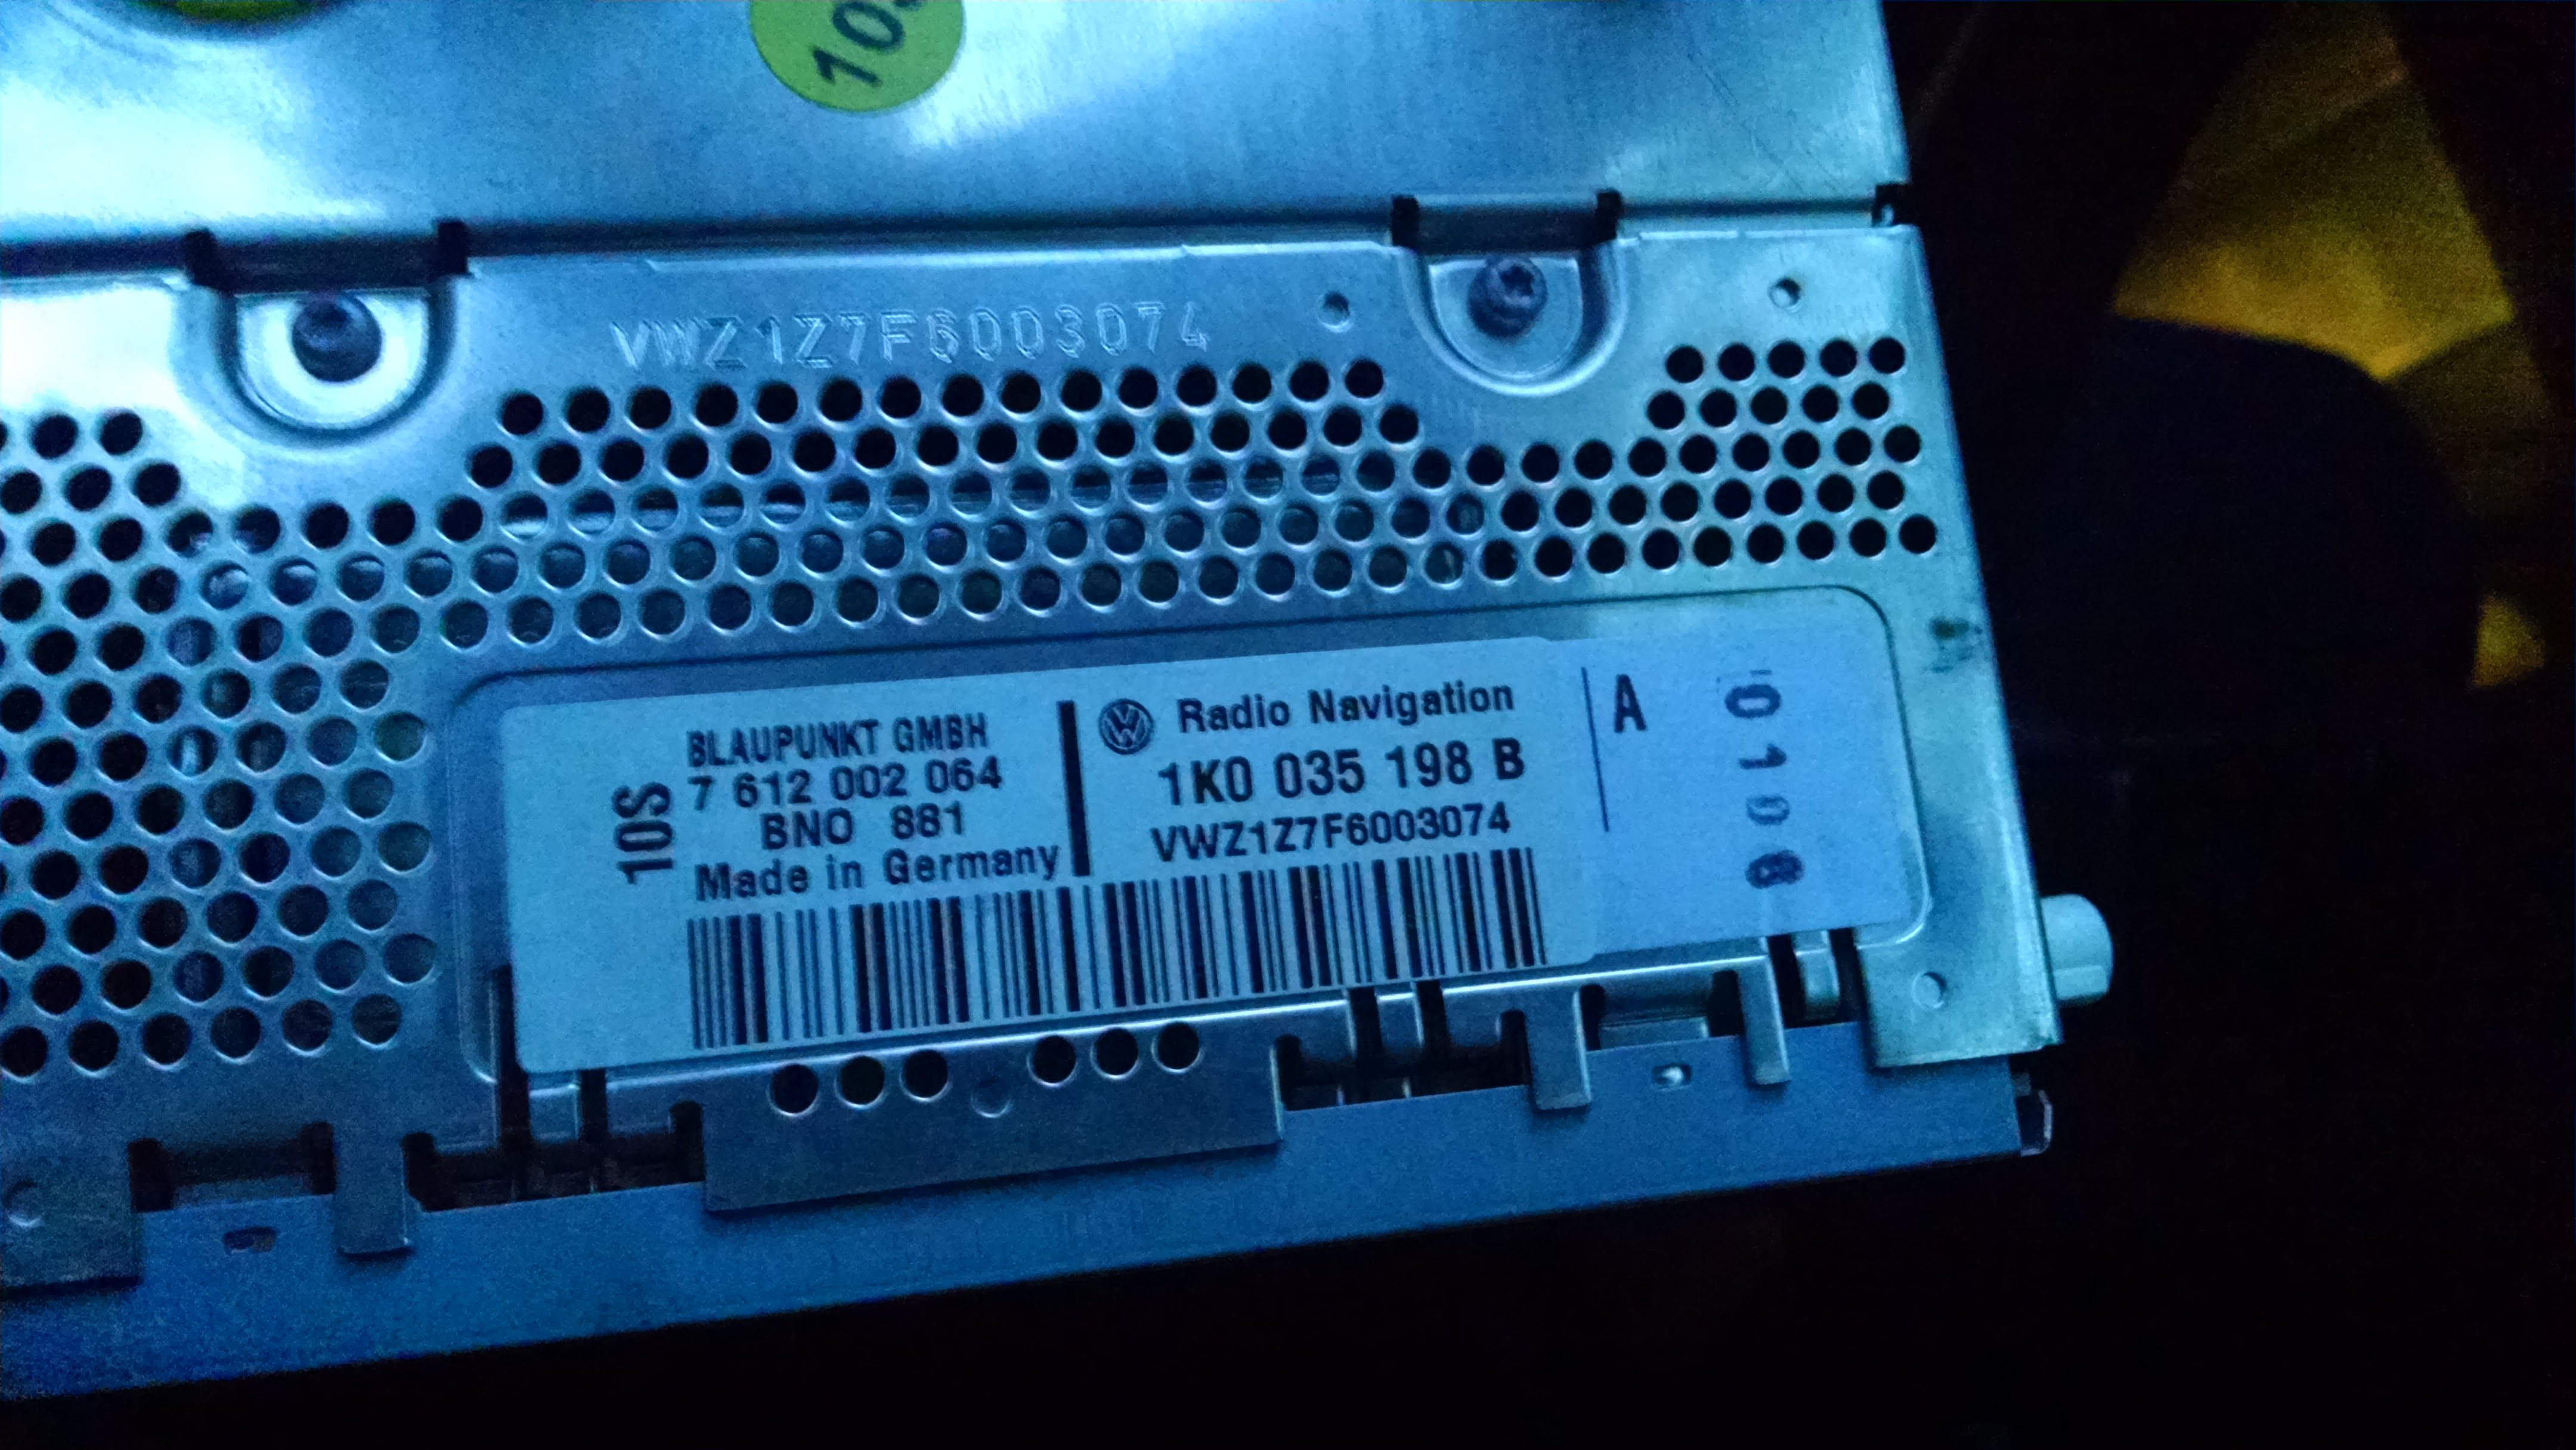 VWZ1Z7F6003074
10S
BLAUPUNKT GMBH
7 612 002 064
BNO 881
Made in Germany
Radio Navigation
1K0 035 198 B
VWZ1Z7F6003074
A